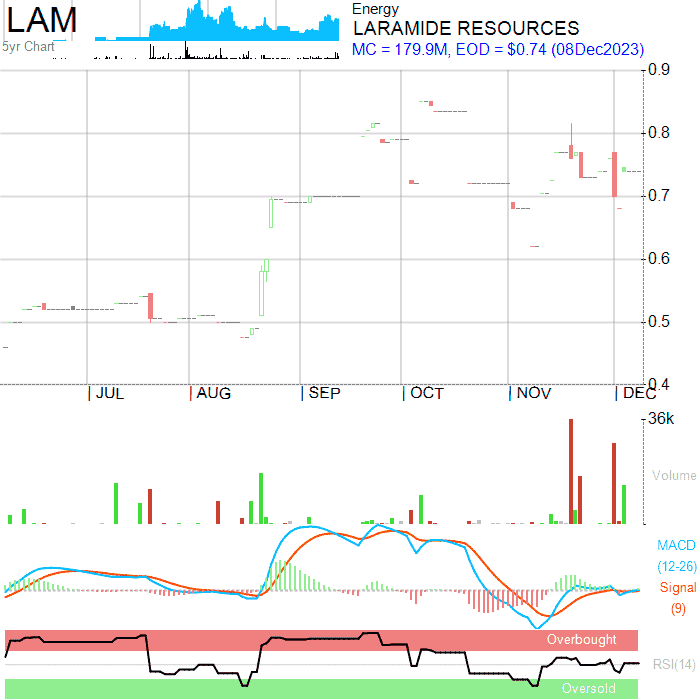 LAM
5yr Chart
Energy
LARAMIDE RESOURCES
MC = 179.9M, EOD = $0.74 (08Dec2023)
0.9
0.8
0.7
0.6
0.5
0.4
JUL AUG SEP OCT NOV DEC
36k
Volume
MACD
(12-26)
Signal
(9)
Overbought
RSI(14)
Oversold